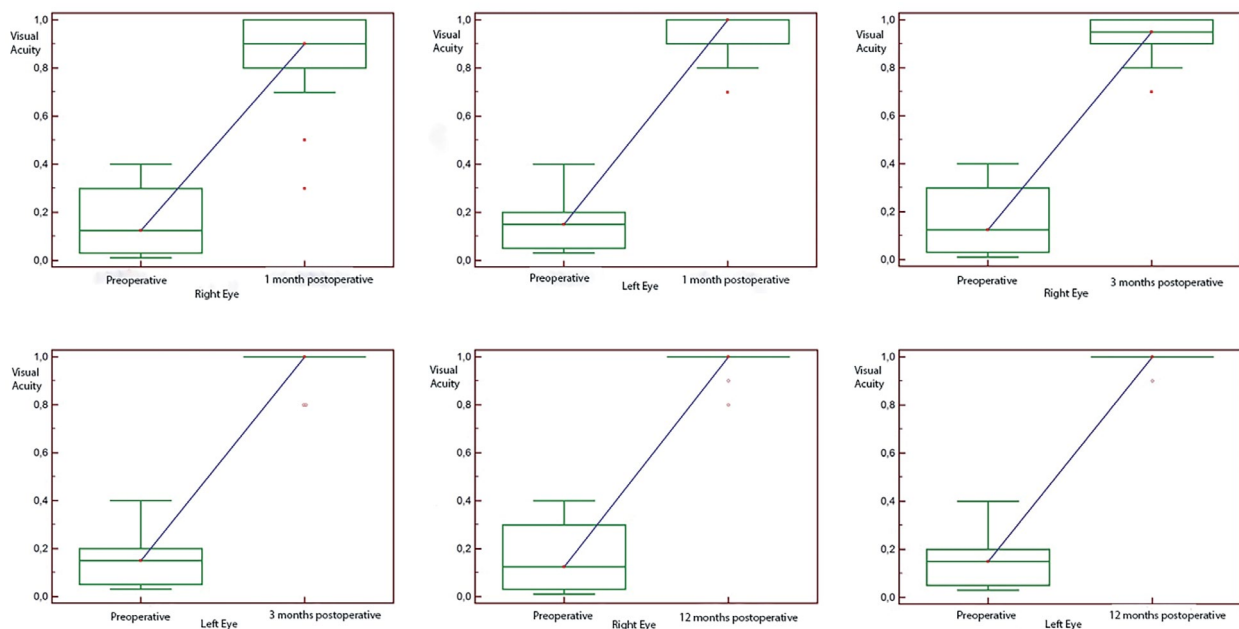 1,0
Visual
Acuity
0,8
0,6
0,4
0,2
0,0
Preoperative 1 month postoperative
Right Eye
1,0
Visual
Acuity
0,8
0,6
0,4
0,2
0,0
Preoperative 1 month postoperative
Left Eye
1,0
Visual
Acuity
0,8
0,6
0,4
0,2
0,0
Preoperative 3 months postoperative
Right Eye
1,0
Visual
Acuity
0,8
0,6
0,4
0,2
0,0
Preoperative 3 months postoperative
Left Eye
1,0
Visual
Acuity
0,8
0,6
0,4
0,2
0,0
Preoperative 12 months postoperative
Right Eye
1,0
Visual
Acuity
0,8
0,6
0,4
0,2
0,0
Preoperative 12 months postoperative
Left Eye